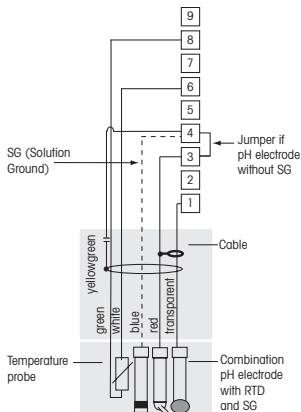 9
8
7
6
5
4
3
2
1
Jumper if
pH electrode
without SG
SG (Solution
Ground)
Cable
yellowgreen
green
white
blue
red
transparent
Temperature
probe
Combination
pH electrode
with RTD
and SG